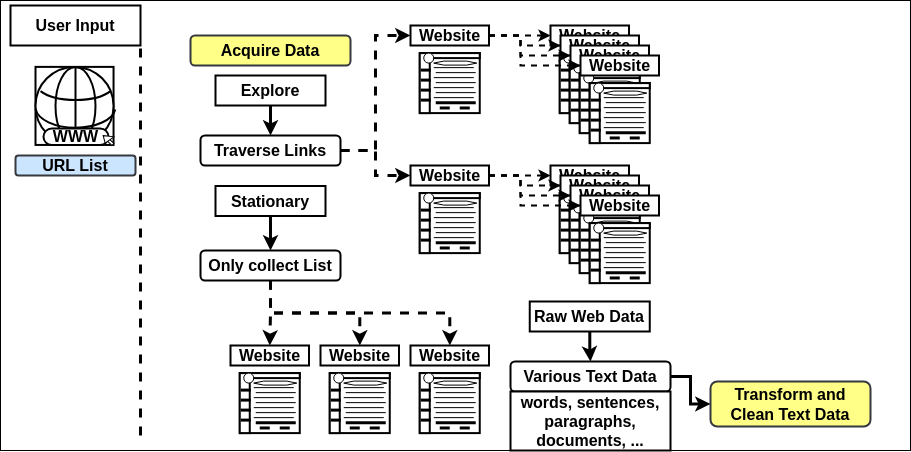 User Input
WWW
URL List
Acquire Data
Explore
Traverse Links
Website
Website
Website
Website
Website
Website
Website
Website
Website
Website
Stationary
Only collect List
Website
Website
Website
Raw Web Data
Various Text Data
words, sentences,
paragraphs,
documents, ...
Transform and
Clean Text Data